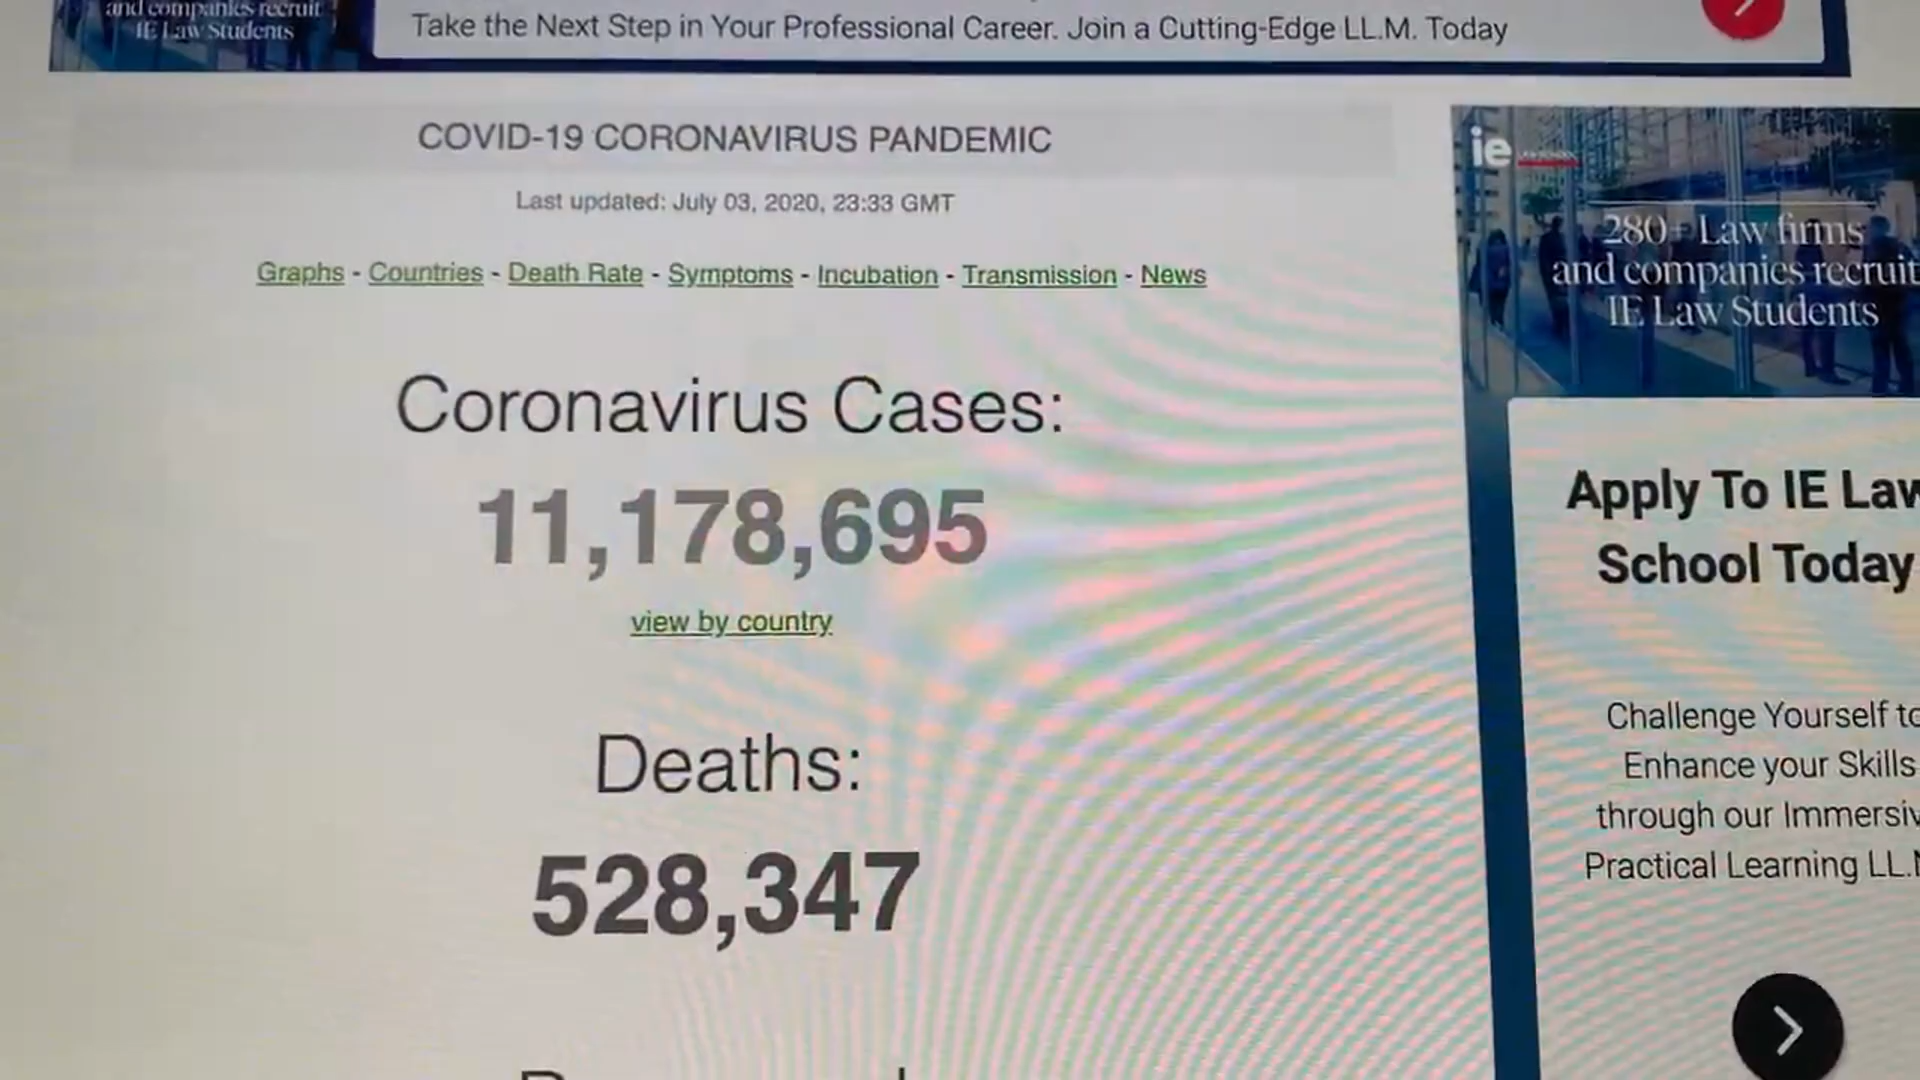 and companies recruit
IE Law Students
Take the Next Step in Your Professional Career. Join a Cutting-Edge LL.M. Today
COVID-19 CORONAVIRUS PANDEMIC
Last updated: July 03, 2020, 23:33 GMT
Graphs - Countries - Death Rate - Symptoms - Incubation - Transmission - News
Coronavirus Cases:
11,178,695
view by country
Deaths:
528,347
ie
280+ Law firms
and companies recruit
IE Law Students
Apply To IE Law
School Today
Challenge Yourself to
Enhance your Skills
through our
Practical Learning